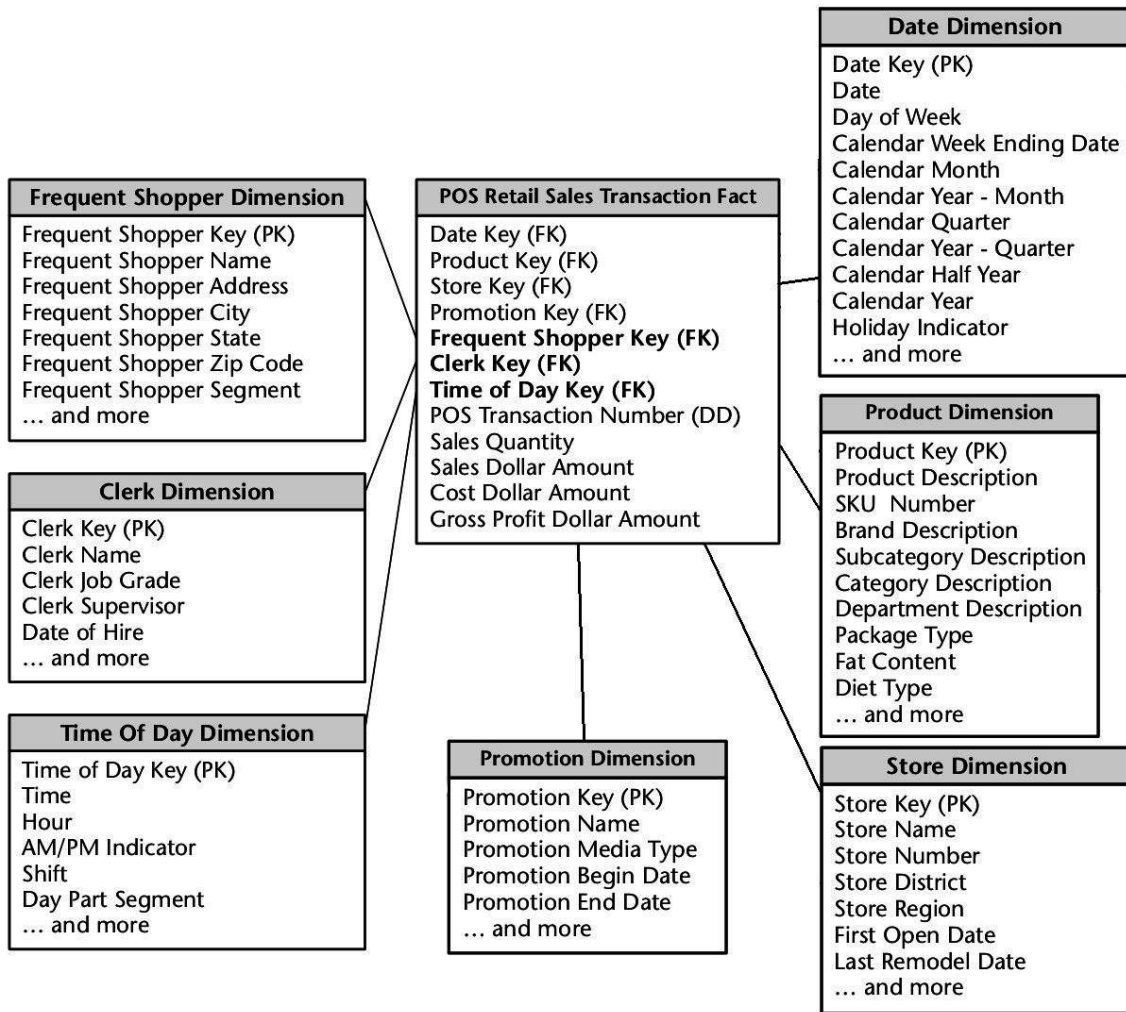 Date Dimension
Date Key (PK)
Date
Day of Week
Calendar Week Ending Date
Calendar Month
Calendar Year - Month
Calendar Quarter
Calendar Year - Quarter
Calendar Half Year
Calendar Year
Holiday Indicator
... and more
Frequent Shopper Dimension
Frequent Shopper Key (PK)
Frequent Shopper Name
Frequent Shopper Address
Frequent Shopper City
Frequent Shopper State
Frequent Shopper Zip Code
Frequent Shopper Segment
... and more
POS Retail Sales Transaction Fact
Date Key (FK)
Product Key (FK)
Store Key (FK)
Promotion Key (FK)
Frequent Shopper Key (FK)
Clerk Key (FK)
Time of Day Key (FK)
POS Transaction Number (DD)
Sales Quantity
Sales Dollar Amount
Cost Dollar Amount
Gross Profit Dollar Amount
Product Dimension
Product Key (PK)
Product Description
SKU Number
Brand Description
Subcategory Description
Category Description
Department Description
Package Type
Fat Content
Diet Type
... and more
Clerk Dimension
Clerk Key (PK)
Clerk Name
Clerk Job Grade
Clerk Supervisor
Date of Hire
... and more
Time Of Day Dimension
Time of Day Key (PK)
Time
Hour
AM/PM Indicator
Shift
Day Part Segment
... and more
Promotion Dimension
Promotion Key (PK)
Promotion Name
Promotion Media Type
Promotion Begin Date
Promotion End Date
... and more
Store Dimension
Store Key (PK)
Store Name
Store Number
Store District
Store Region
First Open Date
Last Remodel Date
... and more